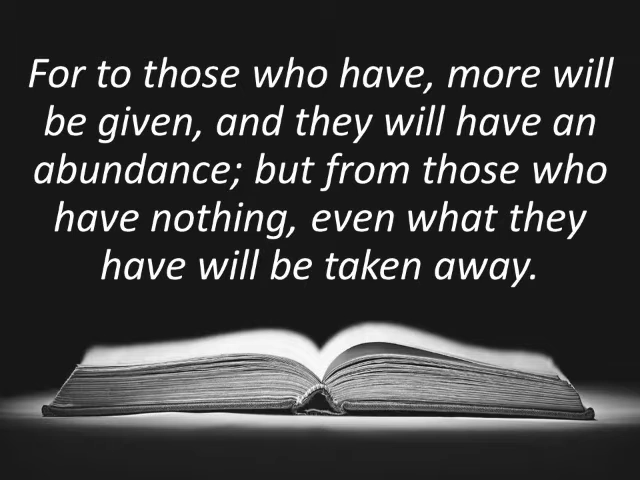 For to those who have, more will
be given, and they will have an
abundance; but from those who
have nothing, even what they
have will be taken away.